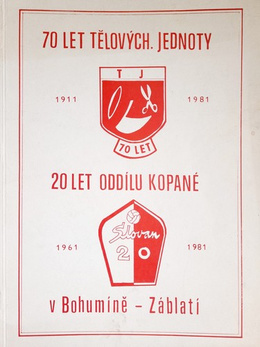 70 LET TĚLOVÝCH. JEDNOTY
T J
1911 1981
70 LET
20 LET ODDÍLU KOPANÉ
Slovan
1961 1981
2 0
v Bohumíně - Záblatí